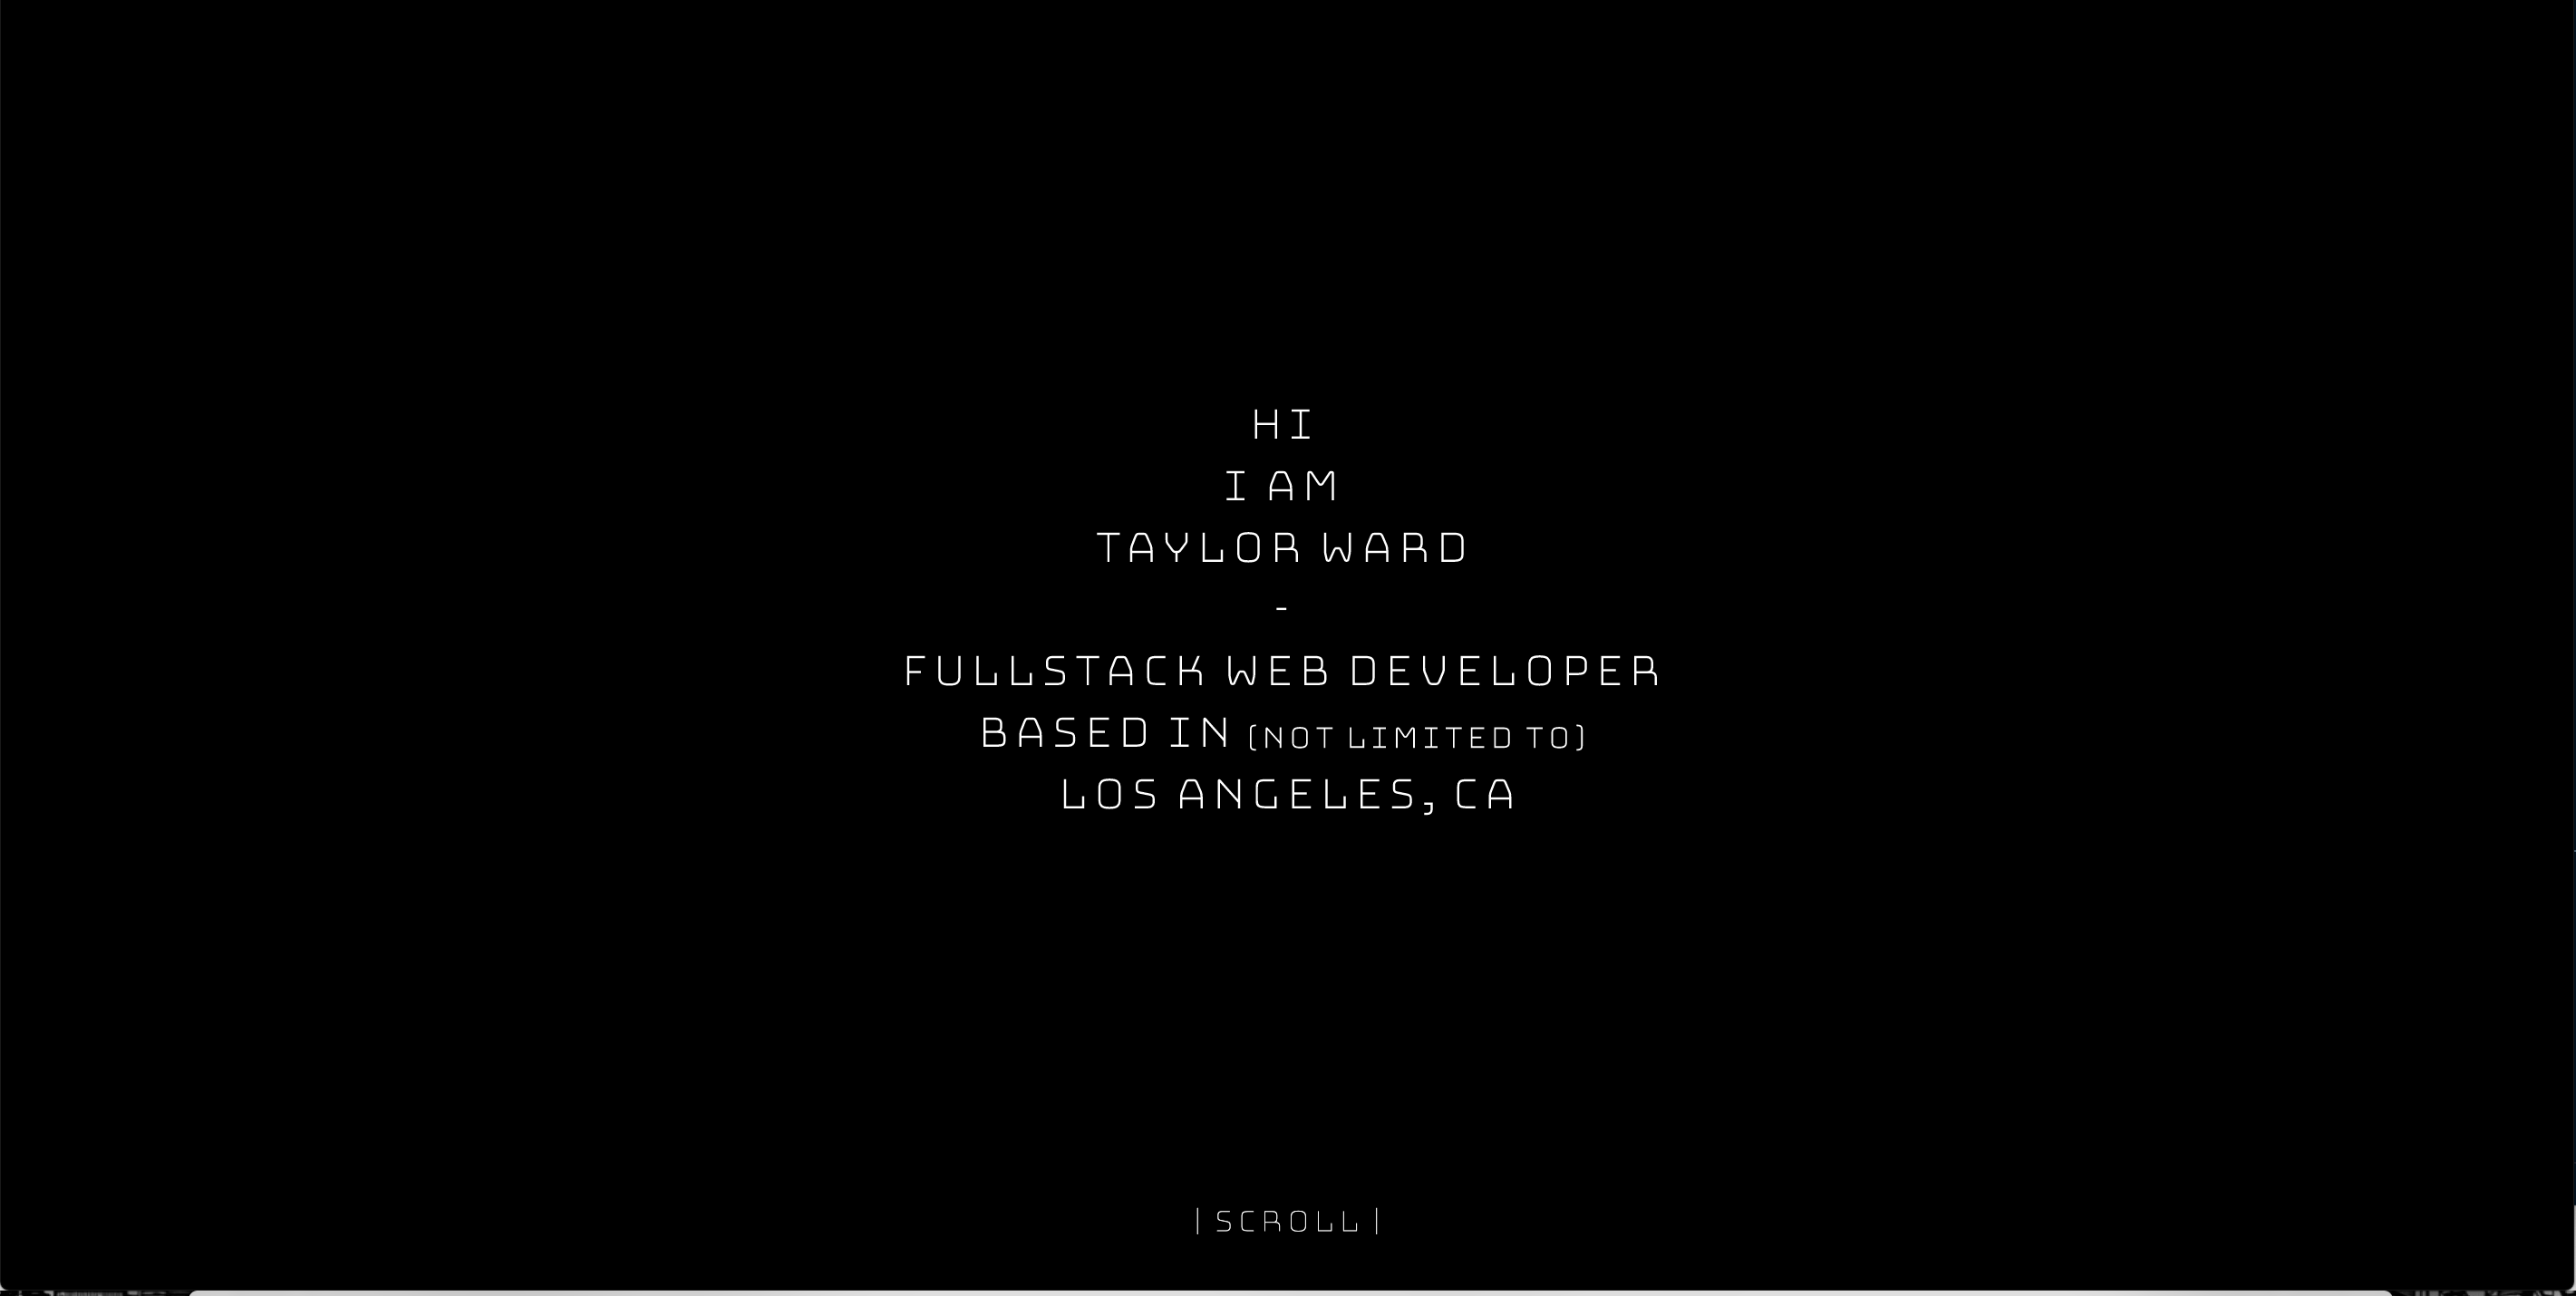 HI
I AM
TAYLOR WARD
-
FULLSTACK WEB DEVELOPER
BASED IN (NOT LIMITED TO)
LOS ANGELES, CA
| SCROLL |